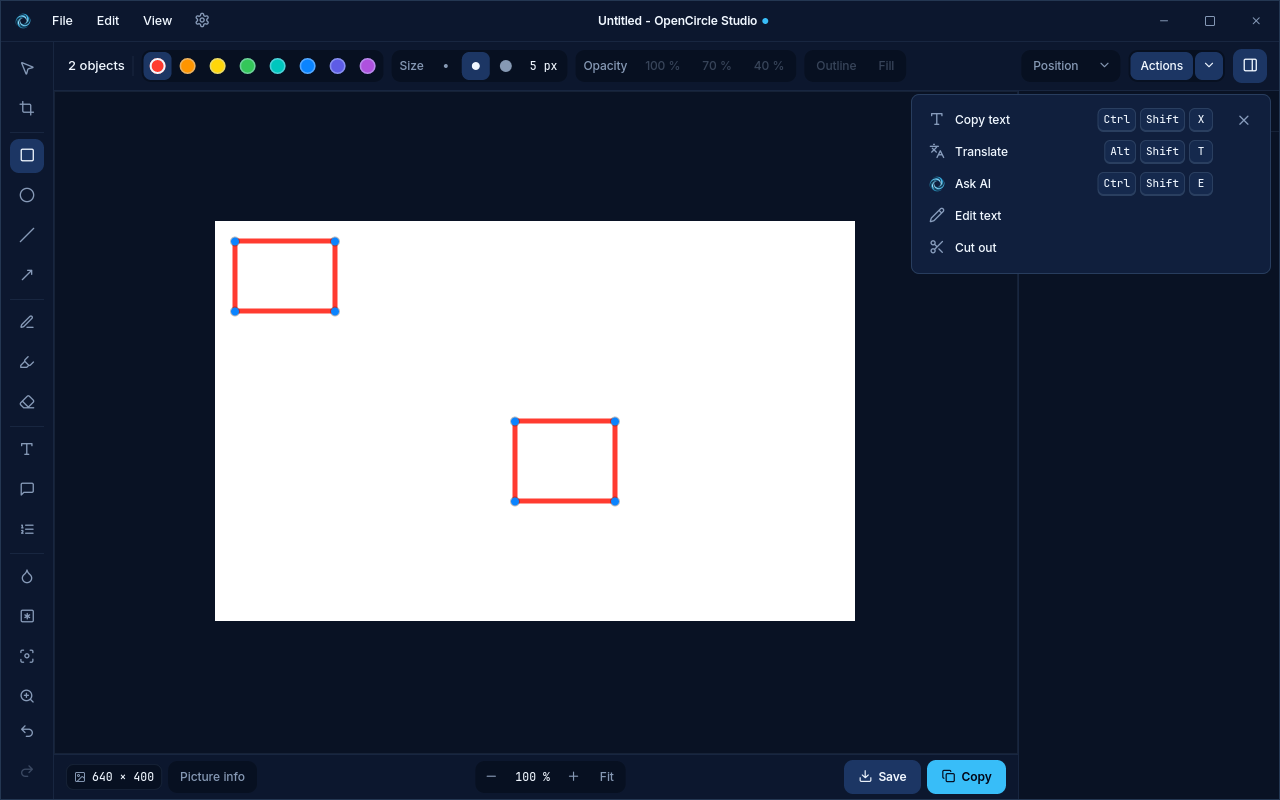 File Edit View Untitled - OpenCircle Studio
2 objects Size 5 px Opacity 100 % 70 % 40 % Outline Fill Position Actions
Copy text Ctrl Shift X
Translate Alt Shift T
Ask AI Ctrl Shift E
Edit text
Cut out
640 × 400 Picture info 100 % Fit Save Copy